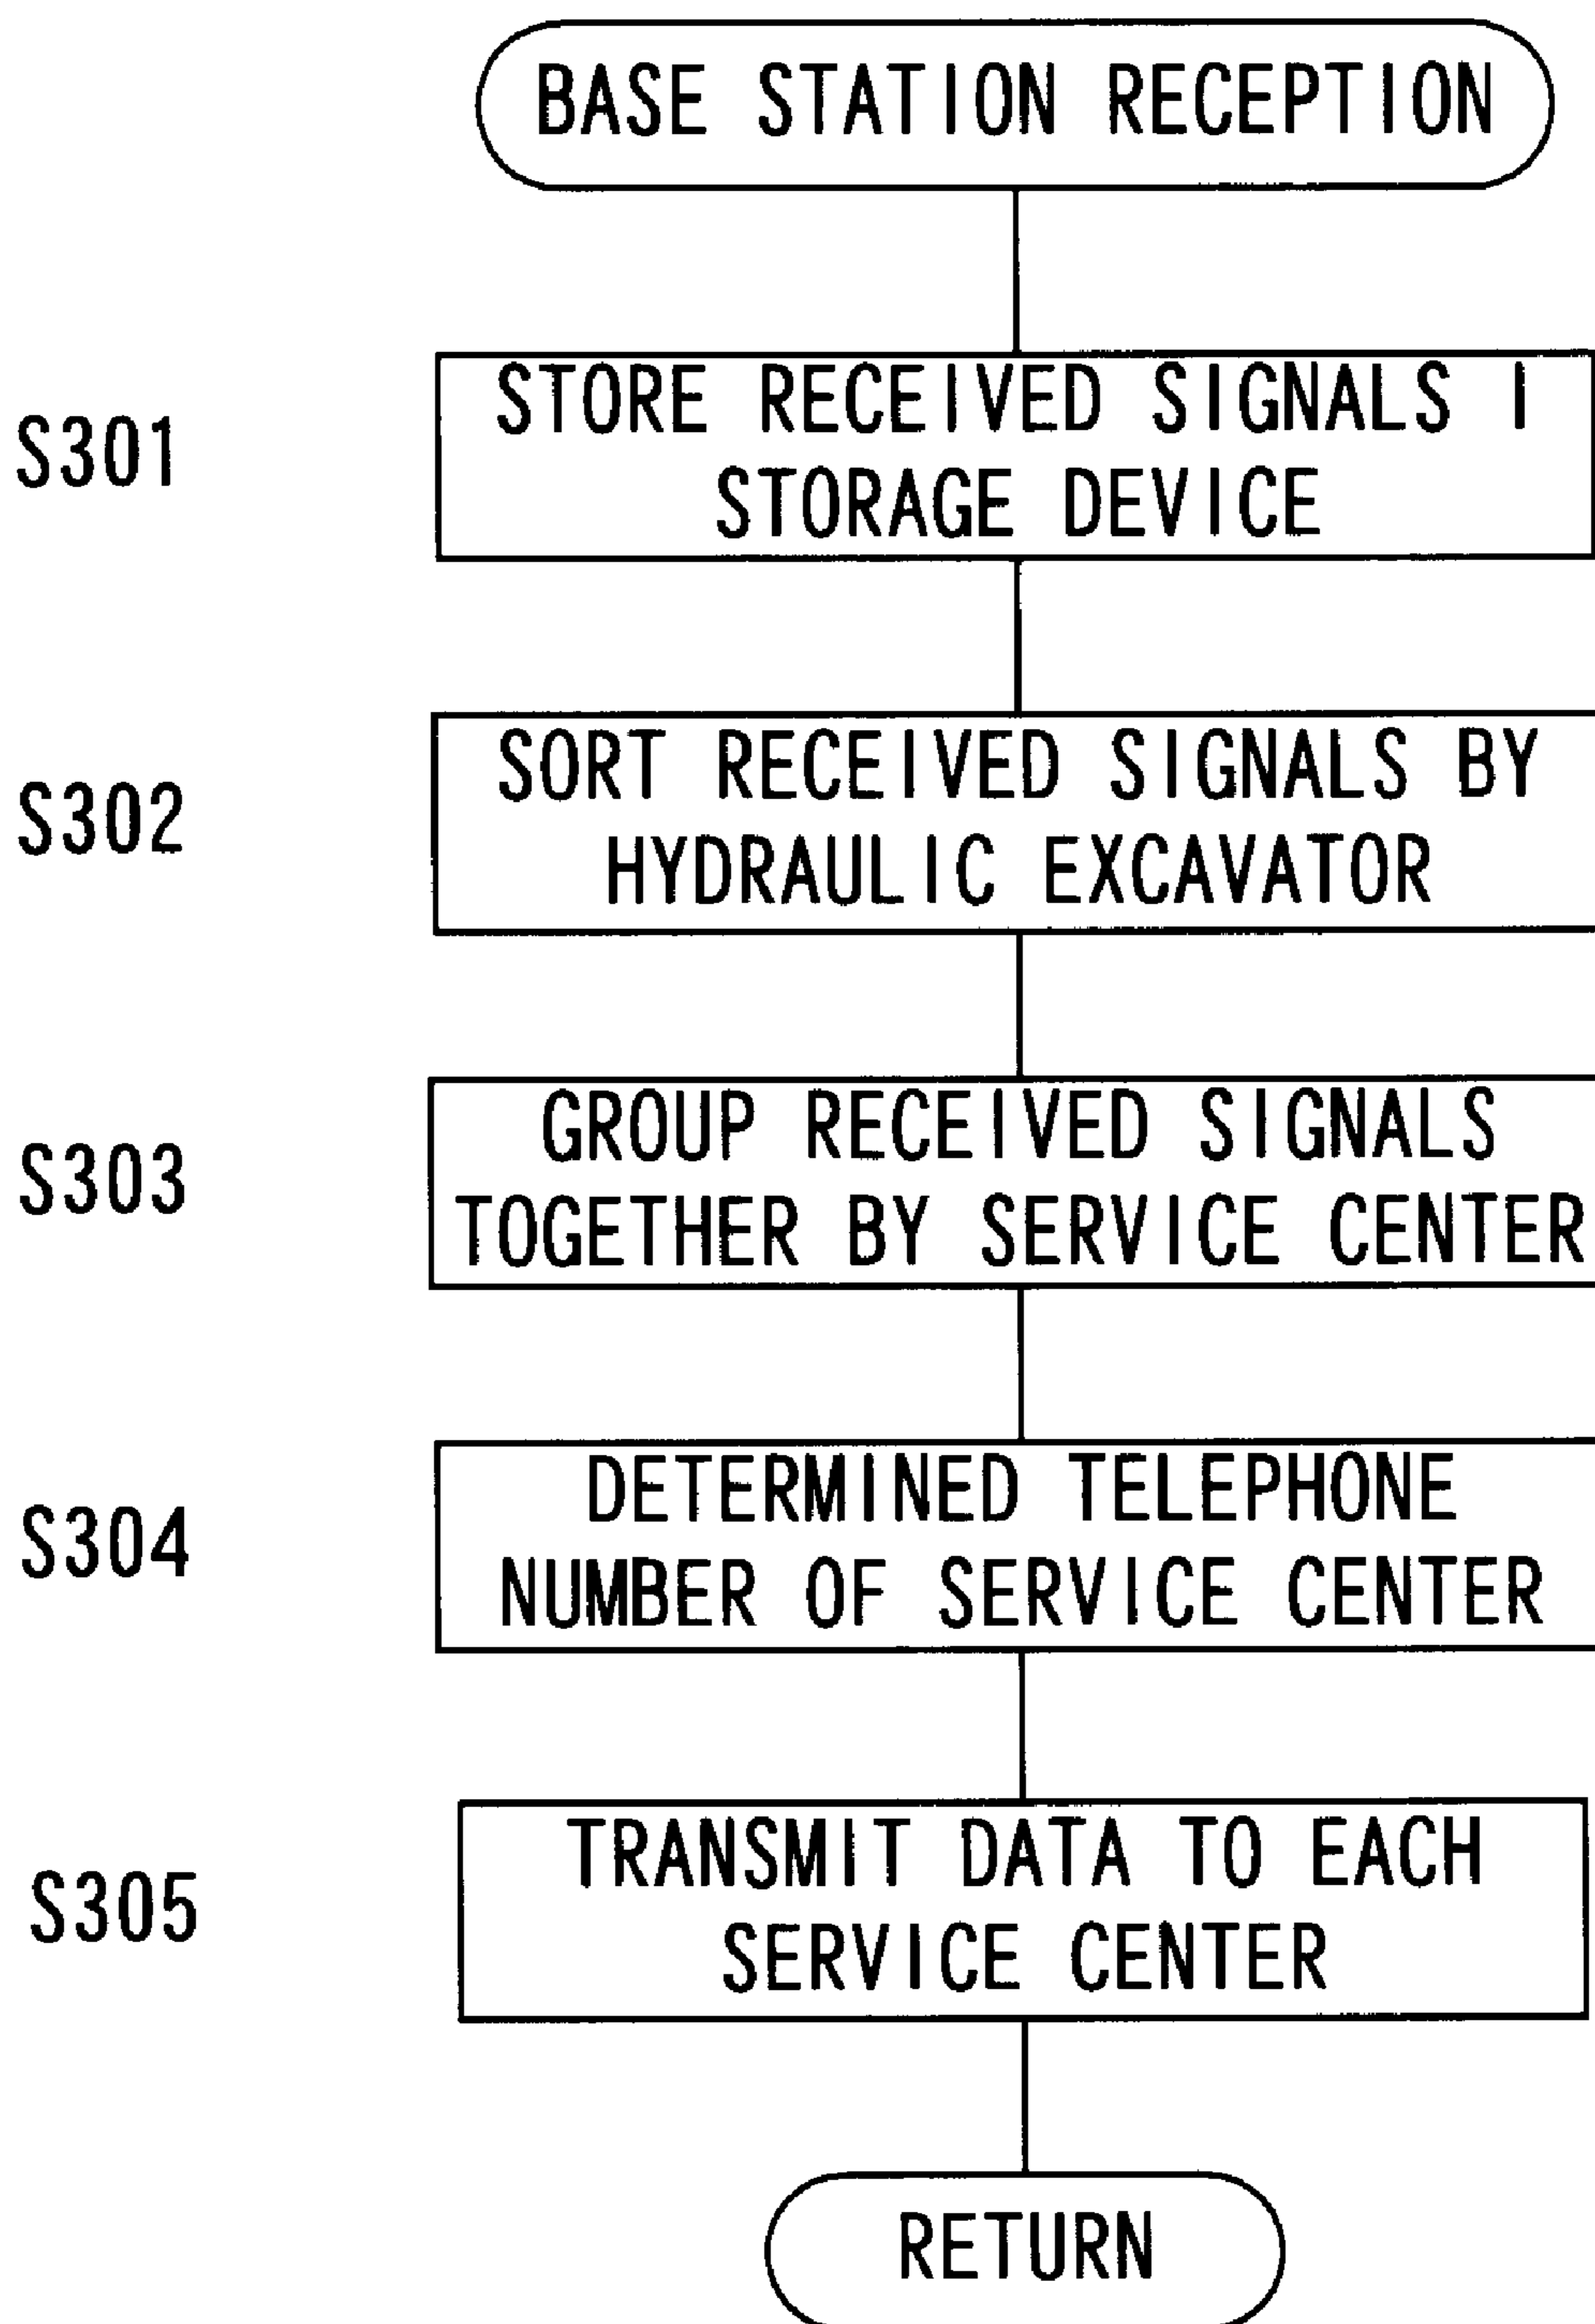 BASE STATION RECEPTION
S301
STORE RECEIVED SIGNALS I
STORAGE DEVICE
S302
SORT RECEIVED SIGNALS BY
HYDRAULIC EXCAVATOR
S303
GROUP RECEIVED SIGNALS
TOGETHER BY SERVICE CENTER
S304
DETERMINED TELEPHONE
NUMBER OF SERVICE CENTER
S305
TRANSMIT DATA TO EACH
SERVICE CENTER
RETURN